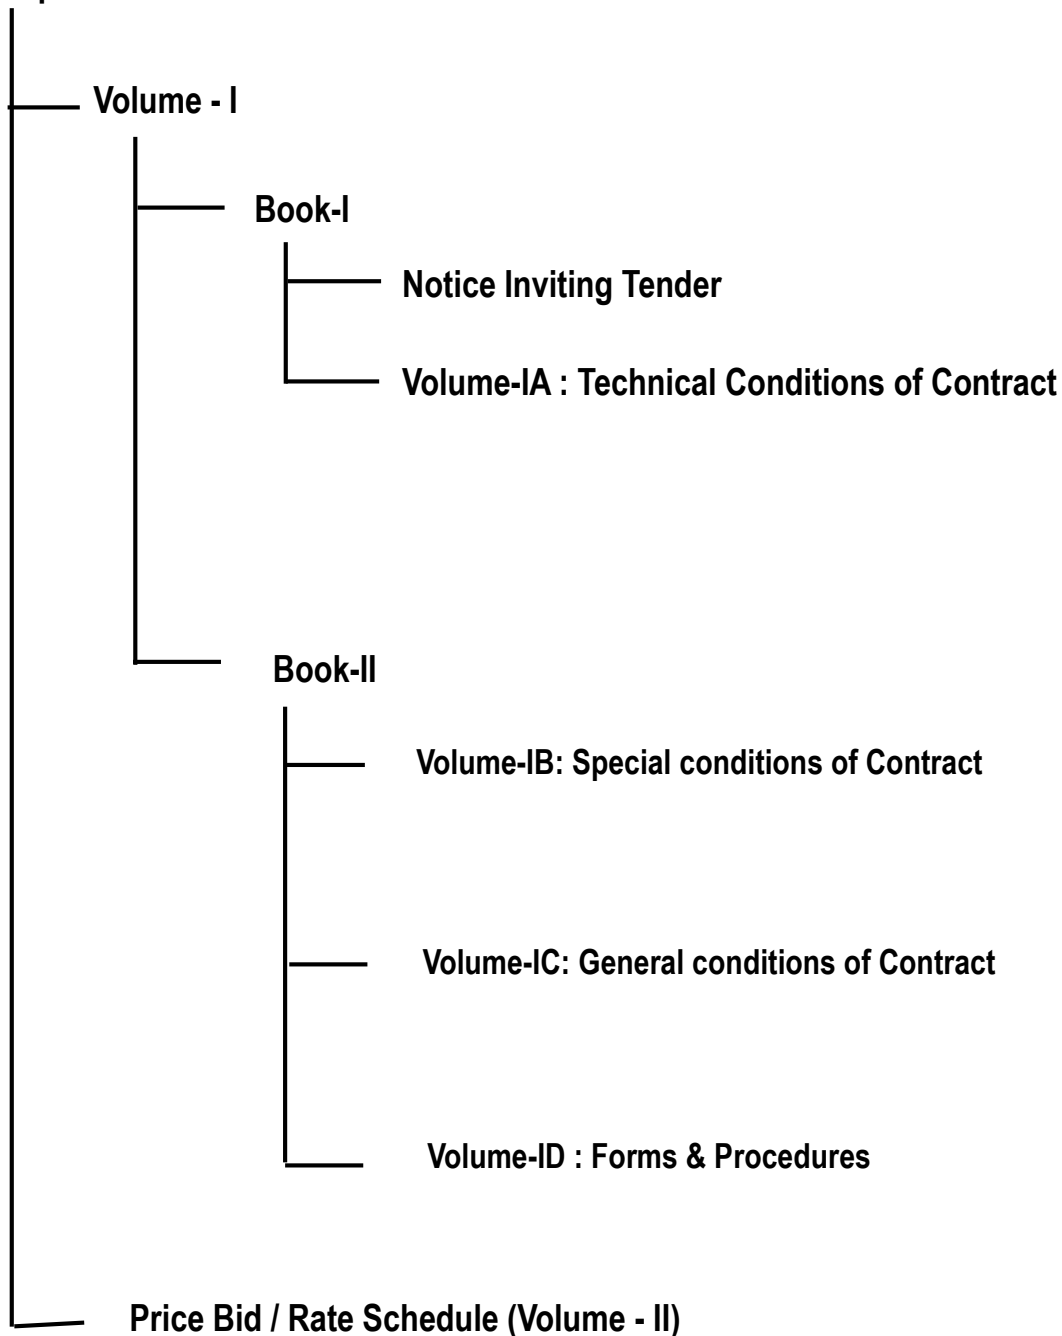 Volume - I
Book-I
Notice Inviting Tender
Volume-IA : Technical Conditions of Contract
Book-II
Volume-IB: Special conditions of Contract
Volume-IC: General conditions of Contract
Volume-ID : Forms & Procedures
Price Bid / Rate Schedule (Volume - II)